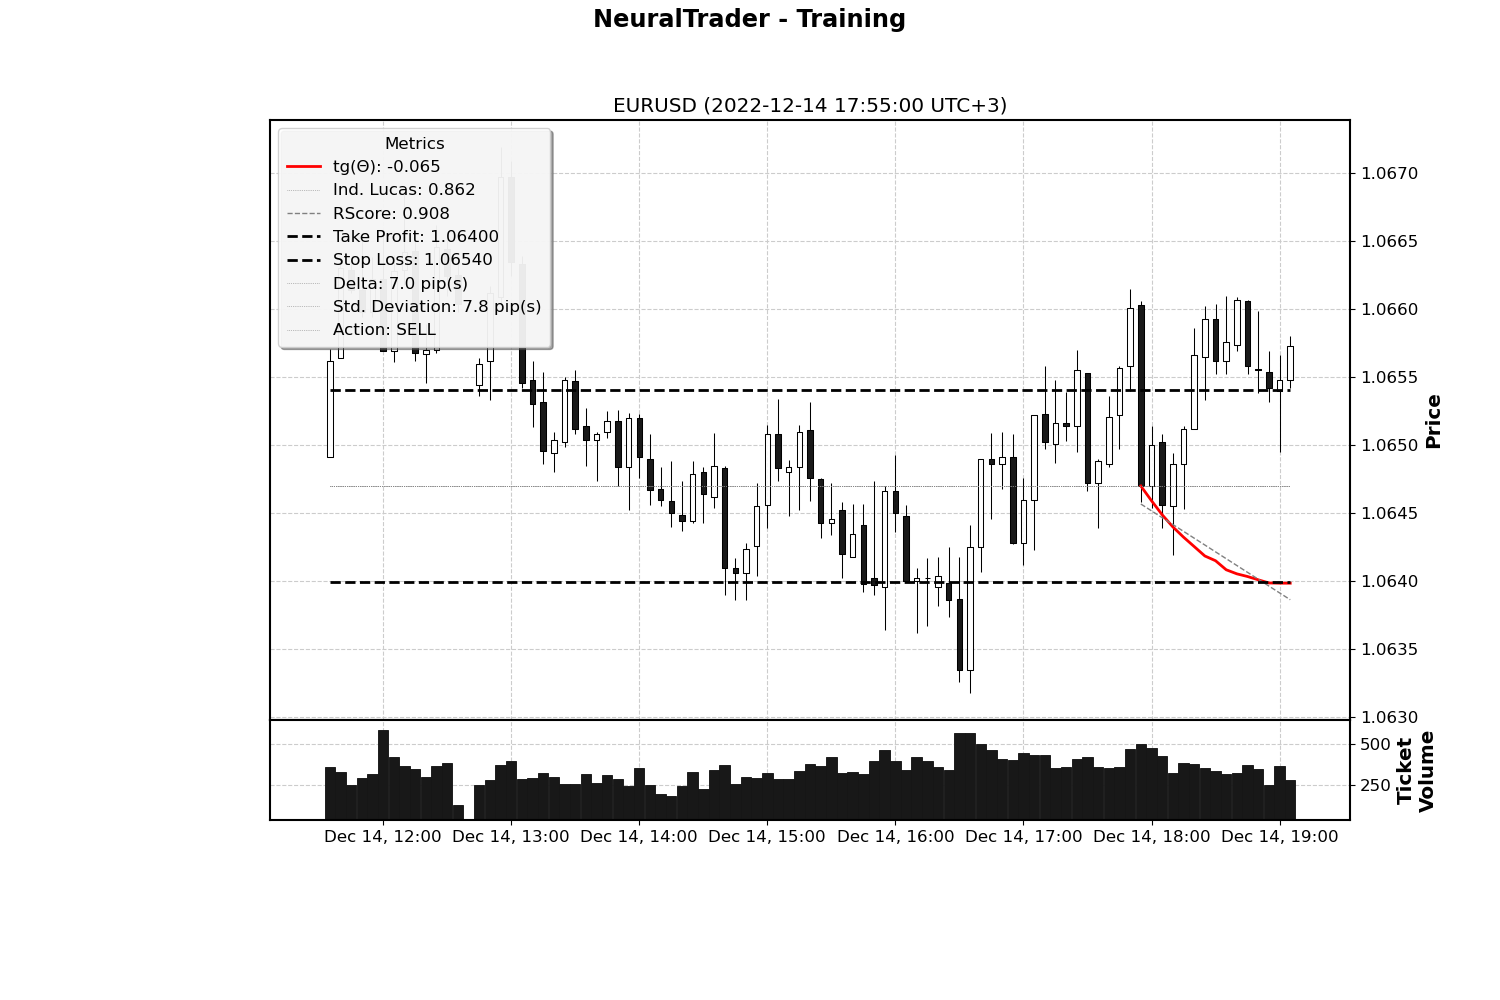 NeuralTrader - Training
EURUSD (2022-12-14 17:55:00 UTC+3)
Metrics
tg(Θ): -0.065
Ind. Lucas: 0.862
RScore: 0.908
Take Profit: 1.06400
Stop Loss: 1.06540
Delta: 7.0 pip(s)
Std. Deviation: 7.8 pip(s)
Action: SELL
1.0670
1.0665
1.0660
1.0655
1.0650
1.0645
1.0640
1.0635
1.0630
Price
500
250
Ticket
Volume
Dec 14, 12:00
Dec 14, 13:00
Dec 14, 14:00
Dec 14, 15:00
Dec 14, 16:00
Dec 14, 17:00
Dec 14, 18:00
Dec 14, 19:00